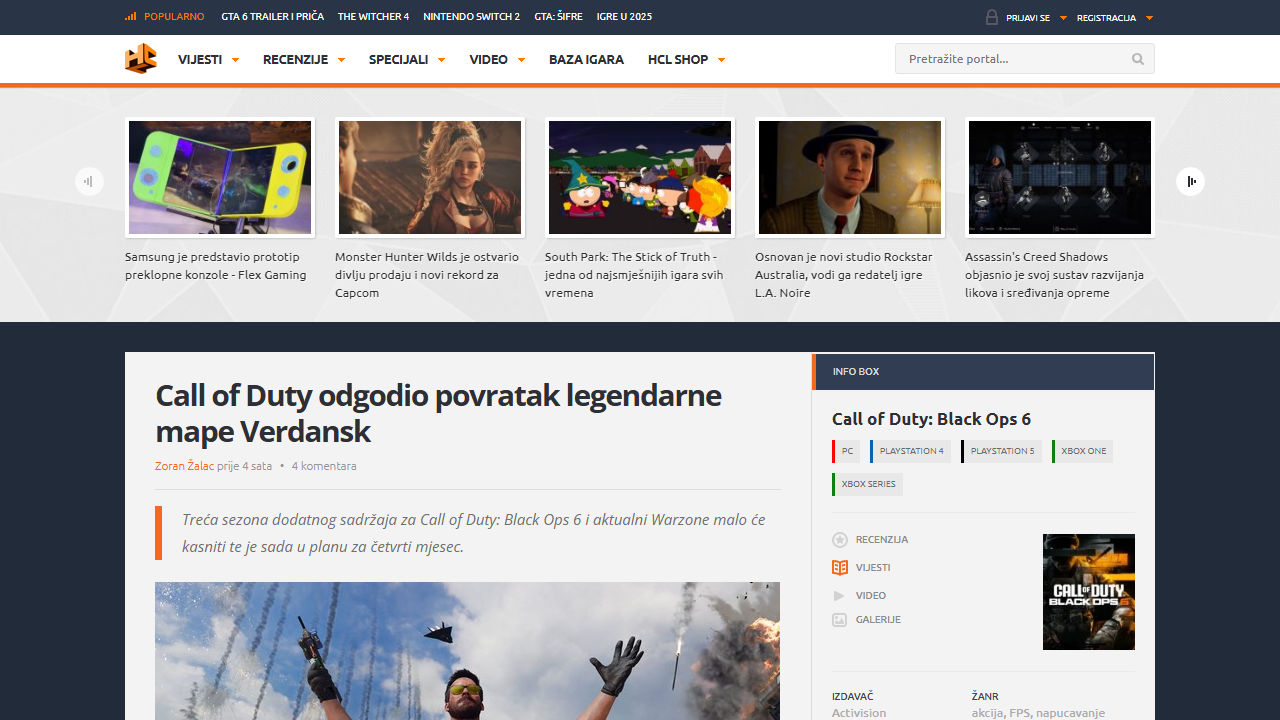 POPULARNO GTA 6 TRAILER I PRIČA THE WITCHER 4 NINTENDO SWITCH 2 GTA: ŠIFRE IGRE U 2025 PRIJAVI SE REGISTRACIJA
HC VIJESTI RECENZIJE SPECIJALI VIDEO BAZA IGARA HCL SHOP Pretražite portal...
Samsung je predstavio prototip
preklopne konzole - Flex Gaming
Monster Hunter Wilds je ostvario
divlju prodaju i novi rekord za
Capcom
South Park: The Stick of Truth -
jedna od najsmješnijih igara svih
vremena
Osnovan je novi studio Rockstar
Australia, vodi ga redatelj igre
L.A. Noire
Assassin's Creed Shadows
objasnio je svoj sustav razvijanja
likova i sređivanja opreme
Call of Duty odgodio povratak legendarne
mape Verdansk
Zoran Žalac prije 4 sata • 4 komentara
Treća sezona dodatnog sadržaja za Call of Duty: Black Ops 6 i aktualni Warzone malo će
kasniti te je sada u planu za četvrti mjesec.
INFO BOX
Call of Duty: Black Ops 6
PC PLAYSTATION 4 PLAYSTATION 5 XBOX ONE
XBOX SERIES
RECENZIJA
VIJESTI
VIDEO
GALERIJE
CALL OF DUTY
BLACK OPS 6
IZDAVAČ ŽANR
Activision akcija, FPS, napucavanje